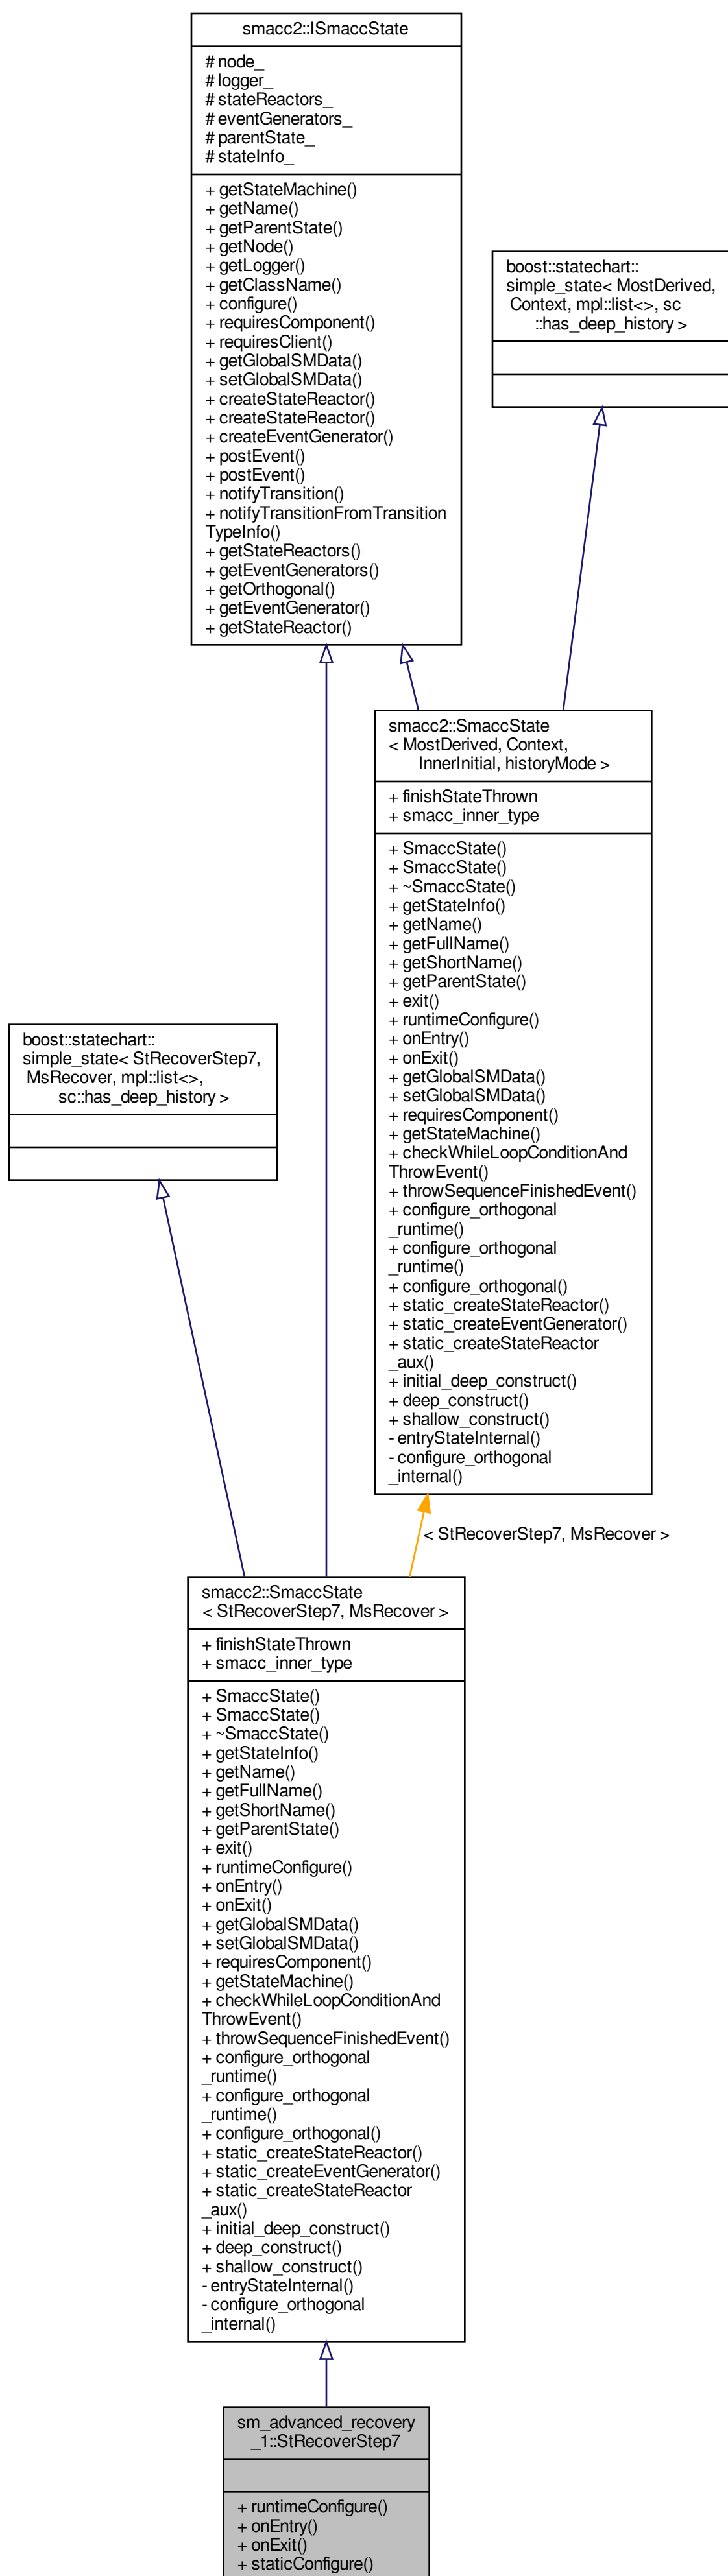 smacc2::ISmaccState
# node_
# logger_
# stateReactors_
# eventGenerators_
# parentState_
# stateInfo_
+ getStateMachine()
+ getName()
+ getParentState()
+ getNode()
+ getLogger()
+ getClassName()
+ configure()
+ requiresComponent()
+ requiresClient()
+ getGlobalSMData()
+ setGlobalSMData()
+ createStateReactor()
+ createStateReactor()
+ createEventGenerator()
+ postEvent()
+ postEvent()
+ notifyTransition()
+ notifyTransitionFromTransition
TypeInfo()
+ getStateReactors()
+ getEventGenerators()
+ getOrthogonal()
+ getEventGenerator()
+ getStateReactor()
boost::statechart::
simple_state< MostDerived,
Context, mpl::list<>, sc
::has_deep_history >
smacc2::SmaccState
< MostDerived, Context,
InnerInitial, historyMode >
+ finishStateThrown
+ smacc_inner_type
+ SmaccState()
+ SmaccState()
+ ~SmaccState()
+ getStateInfo()
+ getName()
+ getFullName()
+ getShortName()
+ getParentState()
+ exit()
+ runtimeConfigure()
+ onEntry()
+ onExit()
+ getGlobalSMData()
+ setGlobalSMData()
+ requiresComponent()
+ getStateMachine()
+ checkWhileLoopConditionAnd
ThrowEvent()
+ throwSequenceFinishedEvent()
+ configure_orthogonal
_runtime()
+ configure_orthogonal
_runtime()
+ configure_orthogonal()
+ static_createStateReactor()
+ static_createEventGenerator()
+ static_createStateReactor
_aux()
+ initial_deep_construct()
+ deep_construct()
+ shallow_construct()
- entryStateInternal()
- configure_orthogonal
_internal()
boost::statechart::
simple_state< StRecoverStep7,
MsRecover, mpl::list<>,
sc::has_deep_history >
< StRecoverStep7, MsRecover >
smacc2::SmaccState
< StRecoverStep7, MsRecover >
+ finishStateThrown
+ smacc_inner_type
+ SmaccState()
+ SmaccState()
+ ~SmaccState()
+ getStateInfo()
+ getName()
+ getFullName()
+ getShortName()
+ getParentState()
+ exit()
+ runtimeConfigure()
+ onEntry()
+ onExit()
+ getGlobalSMData()
+ setGlobalSMData()
+ requiresComponent()
+ getStateMachine()
+ checkWhileLoopConditionAnd
ThrowEvent()
+ throwSequenceFinishedEvent()
+ configure_orthogonal
_runtime()
+ configure_orthogonal
_runtime()
+ configure_orthogonal()
+ static_createStateReactor()
+ static_createEventGenerator()
+ static_createStateReactor
_aux()
+ initial_deep_construct()
+ deep_construct()
+ shallow_construct()
- entryStateInternal()
- configure_orthogonal
_internal()
sm_advanced_recovery
_1::StRecoverStep7
+ runtimeConfigure()
+ onEntry()
+ onExit()
+ staticConfigure()